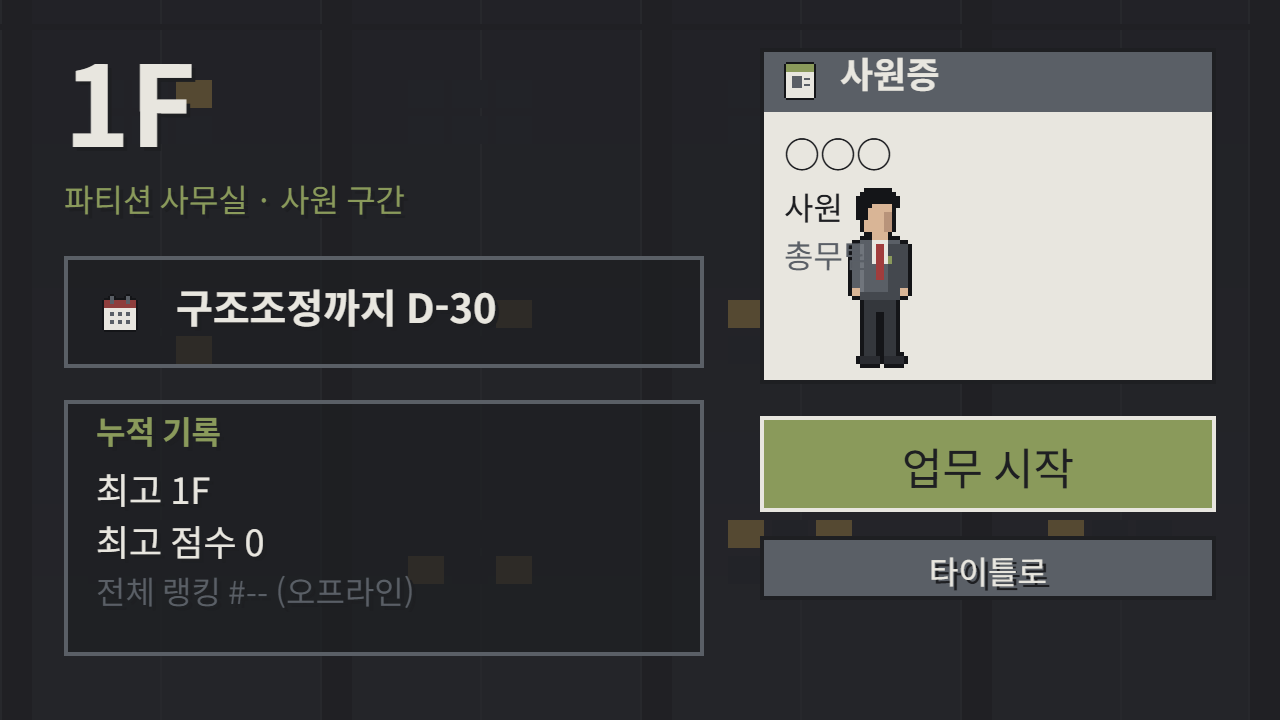 1F
파티션 사무실 · 사원 구간
구조조정까지 D-30
누적 기록
최고 1F
최고 점수 0
전체 랭킹 #-- (오프라인)
사원증
○○○
사원
총무
업무 시작
타이틀로